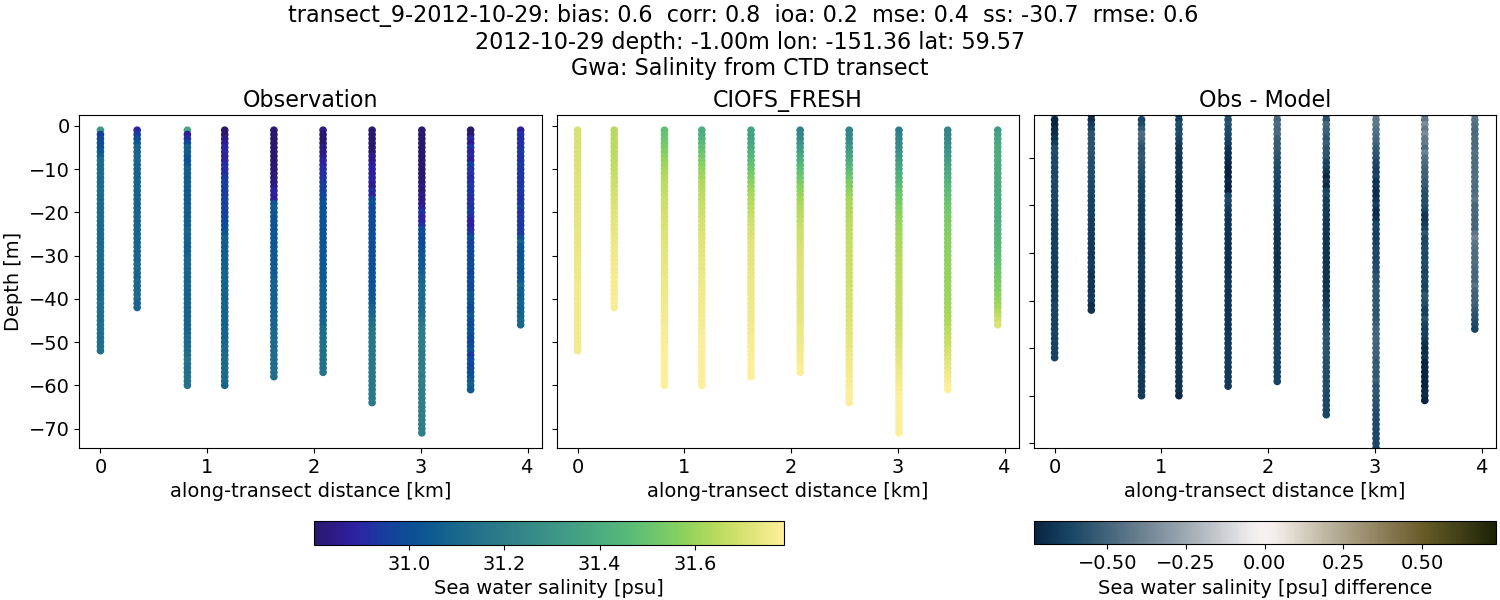 transect_9-2012-10-29: bias: 0.6  corr: 0.8  ioa: 0.2  mse: 0.4  ss: -30.7  rmse: 0.6
2012-10-29 depth: -1.00m lon: -151.36 lat: 59.57
Gwa: Salinity from CTD transect
Observation
CIOFS_FRESH
Obs - Model
Depth [m]
0
−10
−20
−30
−40
−50
−60
−70
0 1 2 3 4
0 1 2 3 4
0 1 2 3 4
along-transect distance [km]
along-transect distance [km]
along-transect distance [km]
31.0 31.2 31.4 31.6
Sea water salinity [psu]
−0.50 −0.25 0.00 0.25 0.50
Sea water salinity [psu] difference